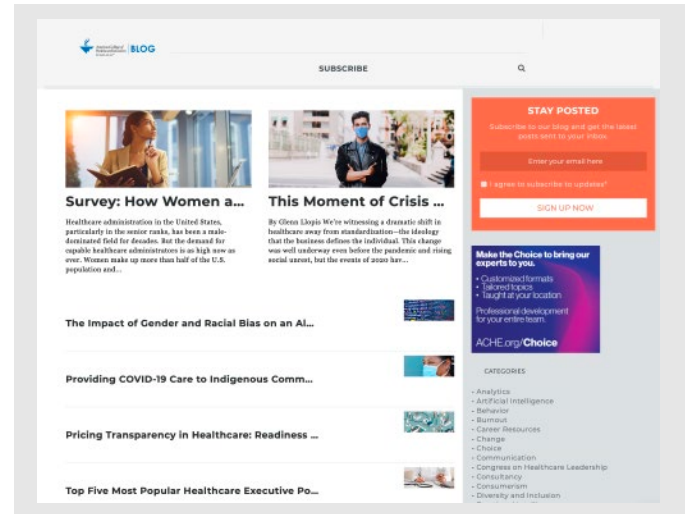 BLOG
SUBSCRIBE
Survey: How Women a...
Healthcare administration in the United States,
particularly in the senior ranks, has been a male-
dominated field for decades. But the demand for
capable healthcare administrators is as high now as
ever. Women make up more than half of the U.S.
population and...
This Moment of Crisis ...
By Glenn Llopis We're witnessing a dramatic shift in
healthcare away from standardization—the ideology
that the business defines the individual. This change
was well underway even before the pandemic and rising
social unrest, but the events of 2020 hav...
The Impact of Gender and Racial Bias on an AI...
Providing COVID-19 Care to Indigenous Comm...
Pricing Transparency in Healthcare: Readiness ...
Top Five Most Popular Healthcare Executive Po...
STAY POSTED
Subscribe to our blog and get the latest
posts sent to your inbox.
Enter your email here
I agree to subscribe to updates*
SIGN UP NOW
Make the Choice to bring our
experts to you.
• Customized formats
• Tailored topics
• Taught at your location
Professional development
for your entire team.
ACHE.org/Choice
CATEGORIES
- Analytics
- Artificial Intelligence
- Behavior
- Burnout
- Career Resources
- Change
- Choice
- Communication
- Congress on Healthcare Leadership
- Consultancy
- Consumerism
- Diversity and Inclusion